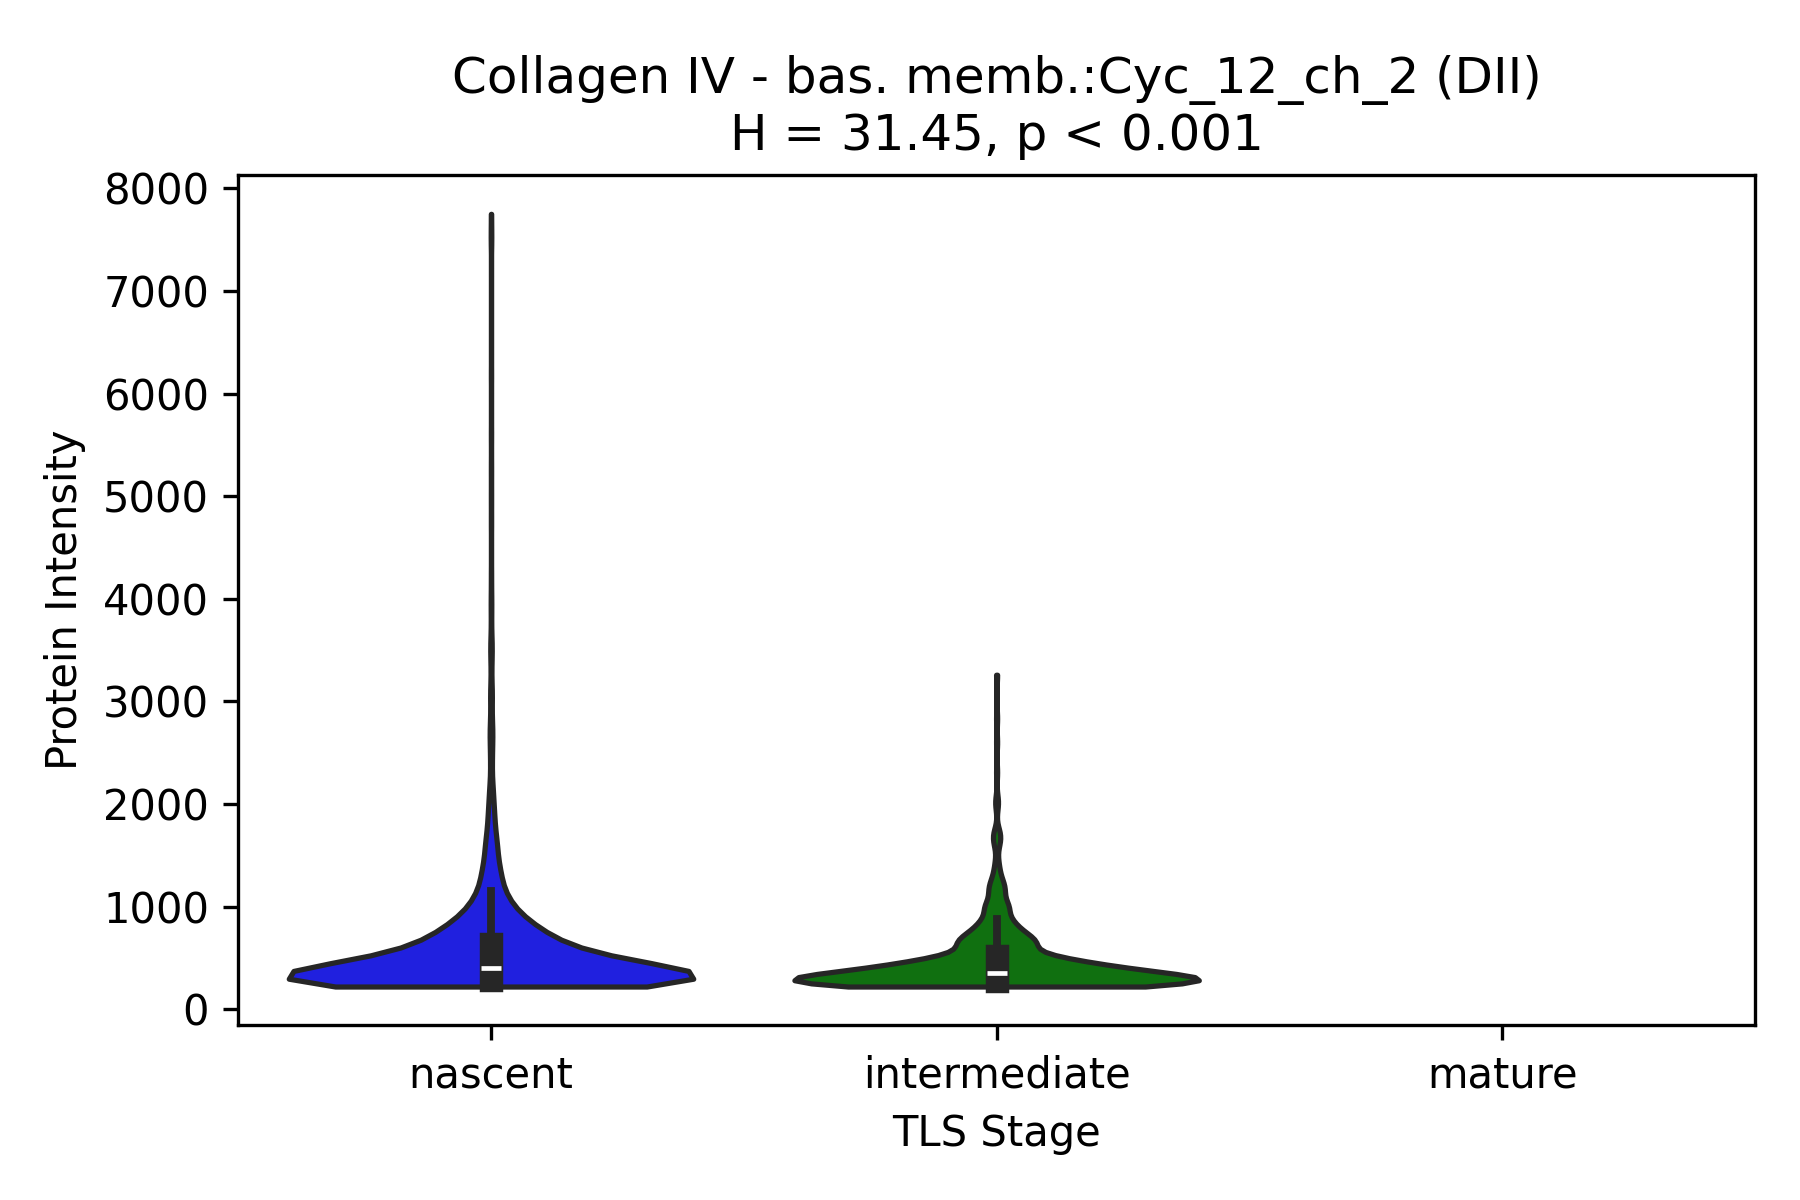 Collagen IV - bas. memb.:Cyc_12_ch_2 (DII)
H = 31.45, p < 0.001
8000
7000
6000
5000
4000
3000
2000
1000
0
Protein Intensity
nascent intermediate mature
TLS Stage